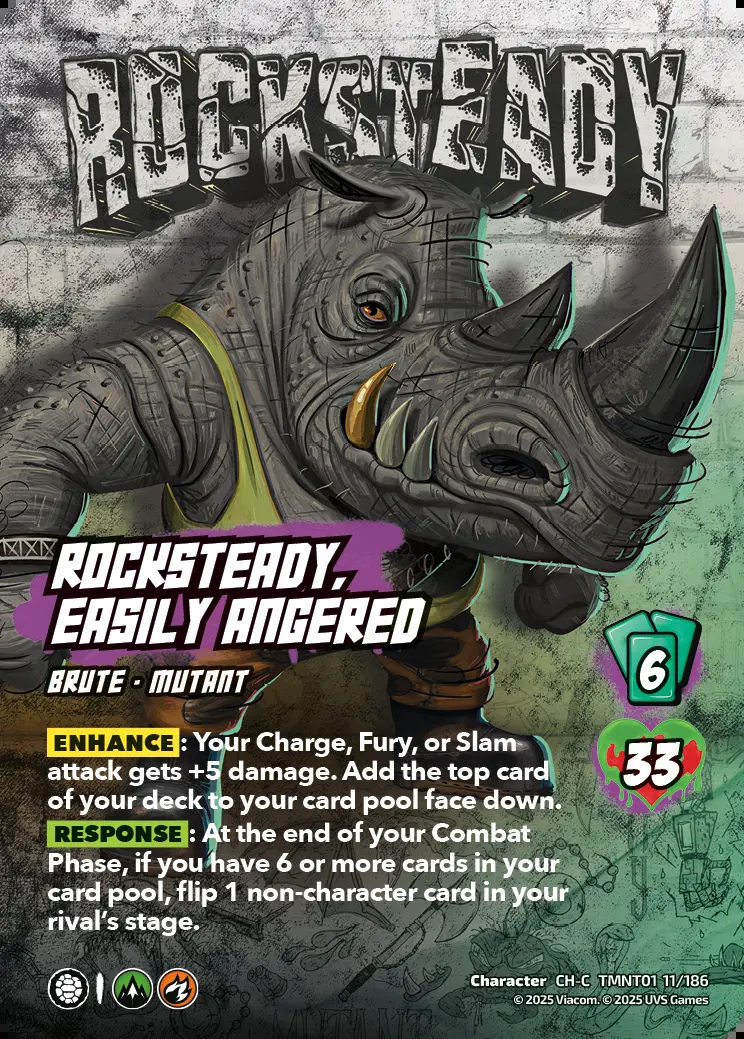 ROCKSTEADY
ROCKSTEADY,
EASILY ANGERED
BRUTE · MUTANT
6
33
ENHANCE : Your Charge, Fury, or Slam
attack gets +5 damage. Add the top card
of your deck to your card pool face down.
RESPONSE : At the end of your Combat
Phase, if you have 6 or more cards in your
card pool, flip 1 non-character card in your
rival’s stage.
Character CH-C TMNT01 11/186
© 2025 Viacom. © 2025 UVS Games
MUTANT